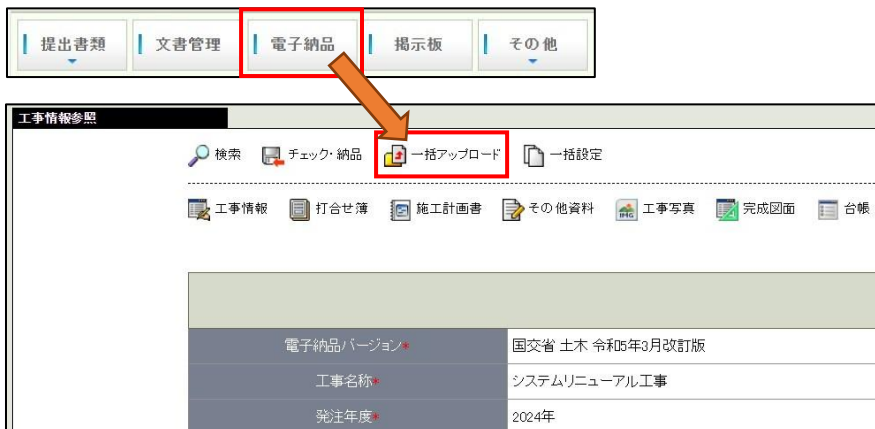 提出書類 文書管理 電子納品 掲示板 その他
工事情報参照
検索 チェック・納品 一括アップロード 一括設定
工事情報 打合せ簿 施工計画書 その他資料 工事写真 完成図面 台帳
電子納品バージョン* 国交省 土木 令和5年3月改訂版
工事名称* システムリニューアル工事
発注年度* 2024年